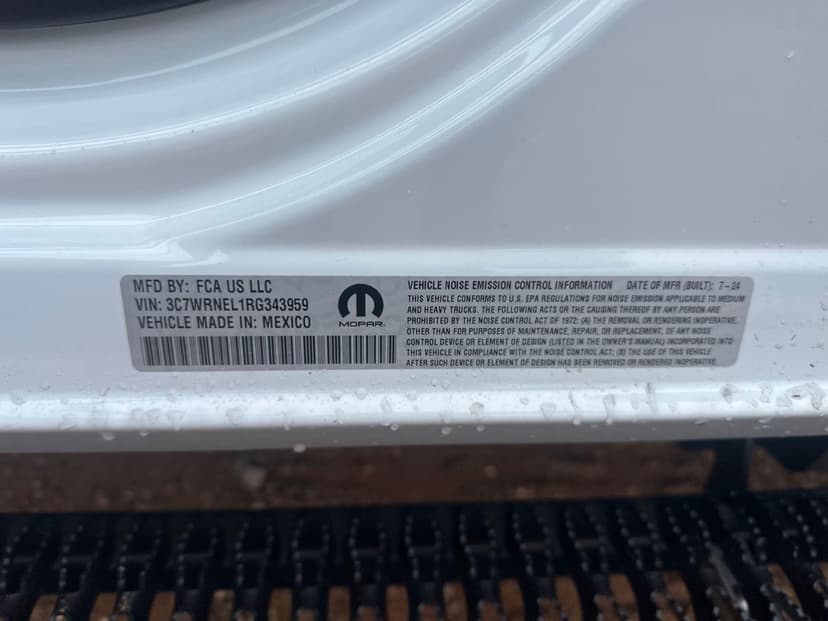 MFD BY: FCA US LLC
VIN: 3C7WRNEL1RG343959
VEHICLE MADE IN: MEXICO
MOPAR
VEHICLE NOISE EMISSION CONTROL INFORMATION DATE OF MFR (BUILT): 7-24
THIS VEHICLE CONFORMS TO U.S. EPA REGULATIONS FOR NOISE EMISSION APPLICABLE TO MEDIUM
AND HEAVY TRUCKS. THE FOLLOWING ACTS OR THE CAUSING THEREOF BY ANY PERSON ARE
PROHIBITED BY THE NOISE CONTROL ACT OF 1972: (A) THE REMOVAL OR RENDERING INOPERATIVE,
OTHER THAN FOR PURPOSES OF MAINTENANCE, REPAIR, OR REPLACEMENT, OF ANY NOISE
CONTROL DEVICE OR ELEMENT OF DESIGN (LISTED IN THE OWNER'S MANUAL) INCORPORATED INTO
THIS VEHICLE IN COMPLIANCE WITH THE NOISE CONTROL ACT; (B) THE USE OF THIS VEHICLE
AFTER SUCH DEVICE OR ELEMENT OF DESIGN HAS BEEN REMOVED OR RENDERED INOPERATIVE.